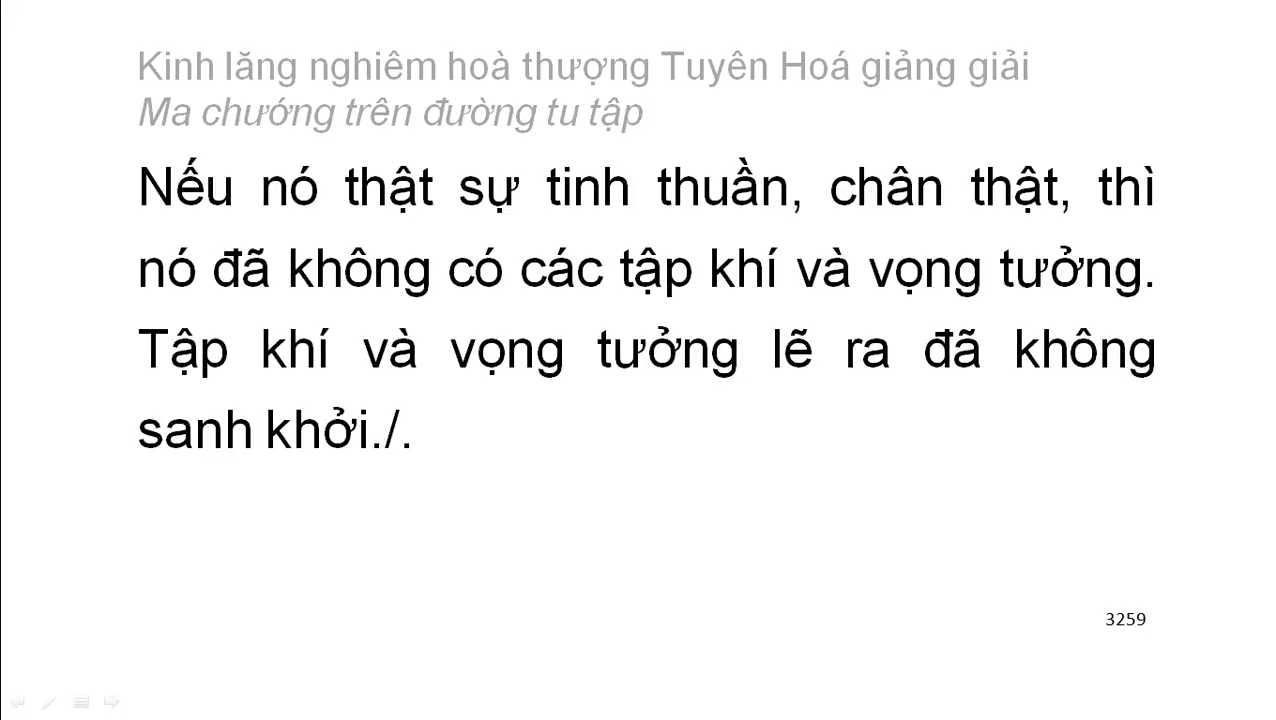 Kinh lăng nghiêm hoà thượng Tuyên Hoá giảng giải
Ma chướng trên đường tu tập
Nếu nó thật sự tinh thuần, chân thật, thì
nó đã không có các tập khí và vọng tưởng.
Tập khí và vọng tưởng lẽ ra đã không
sanh khởi./.
3259